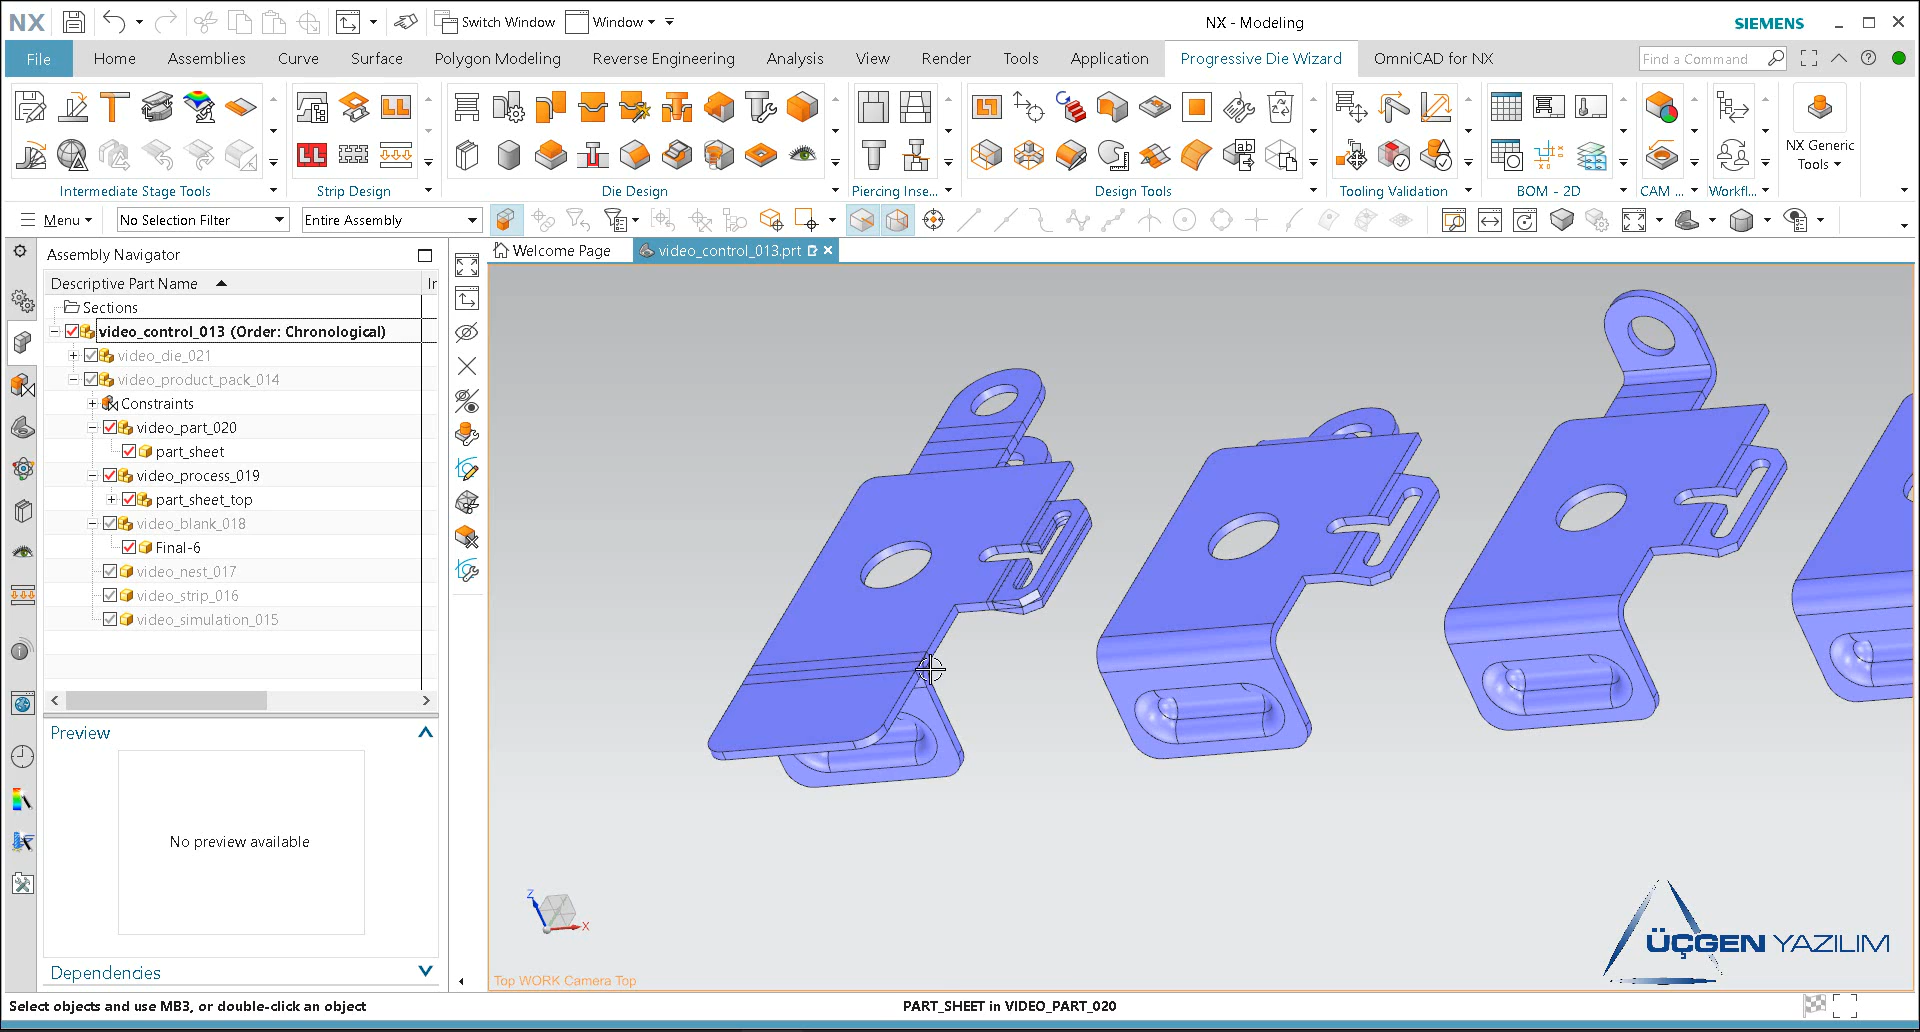 NX
Switch Window
Window
NX - Modeling
SIEMENS
File
Home
Assemblies
Curve
Surface
Polygon Modeling
Reverse Engineering
Analysis
View
Render
Tools
Application
Progressive Die Wizard
OmniCAD for NX
Find a Command
Intermediate Stage Tools
Strip Design
Die Design
Piercing Inse...
Design Tools
Tooling Validation
BOM - 2D
CAM ...
Workfl...
NX Generic
Tools
Menu
No Selection Filter
Entire Assembly
Assembly Navigator
Welcome Page
video_control_013.prt
Descriptive Part Name
Ir
Sections
video_control_013 (Order: Chronological)
video_die_021
video_product_pack_014
Constraints
video_part_020
part_sheet
video_process_019
part_sheet_top
video_blank_018
Final-6
video_nest_017
video_strip_016
video_simulation_015
Preview
No preview available
Dependencies
Z
X
Top WORK Camera Top
ÜÇGEN YAZILIM
Select objects and use MB3, or double-click an object
PART_SHEET in VIDEO_PART_020